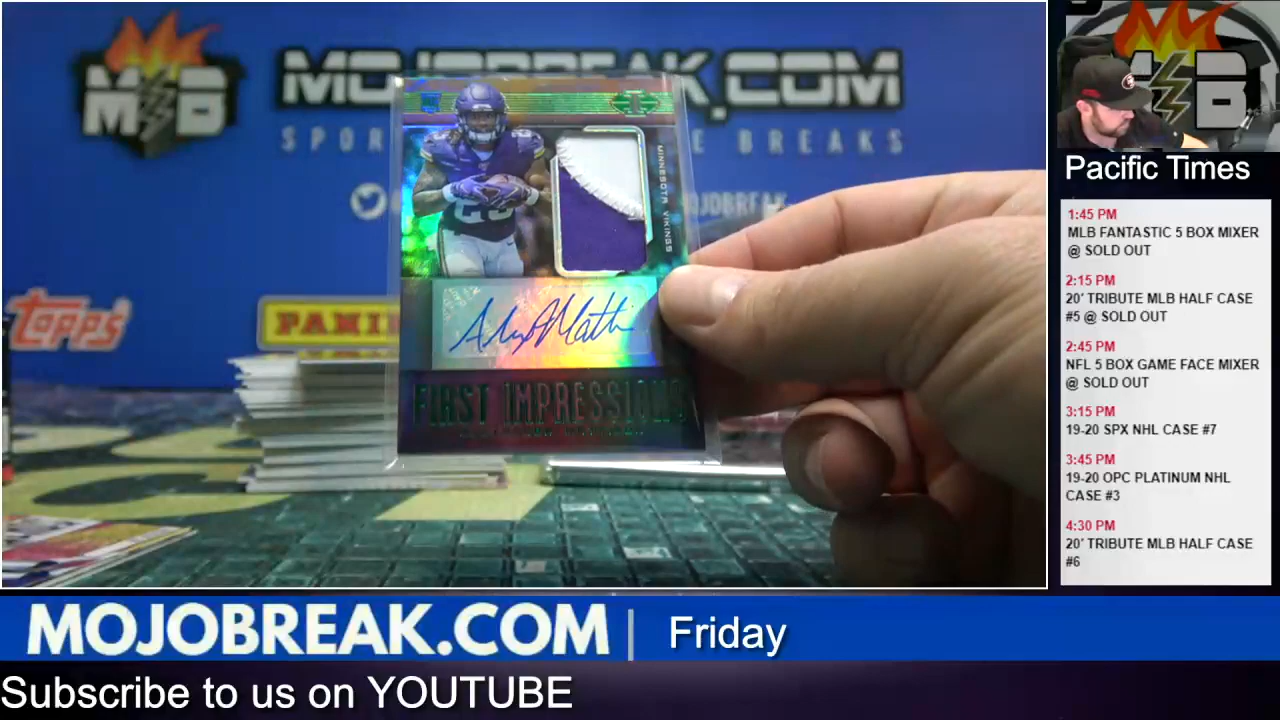 MOJOBREAK.COM
MB
MINNESOTA VIKINGS
FIRST IMPRESSIONS
topps
PANINI
MB
Pacific Times
1:45 PM
MLB FANTASTIC 5 BOX MIXER
@ SOLD OUT
2:15 PM
20' TRIBUTE MLB HALF CASE
#5 @ SOLD OUT
2:45 PM
NFL 5 BOX GAME FACE MIXER
@ SOLD OUT
3:15 PM
19-20 SPX NHL CASE #7
3:45 PM
19-20 OPC PLATINUM NHL
CASE #3
4:30 PM
20' TRIBUTE MLB HALF CASE
#6
MOJOBREAK.COM | Friday
Subscribe to us on YOUTUBE